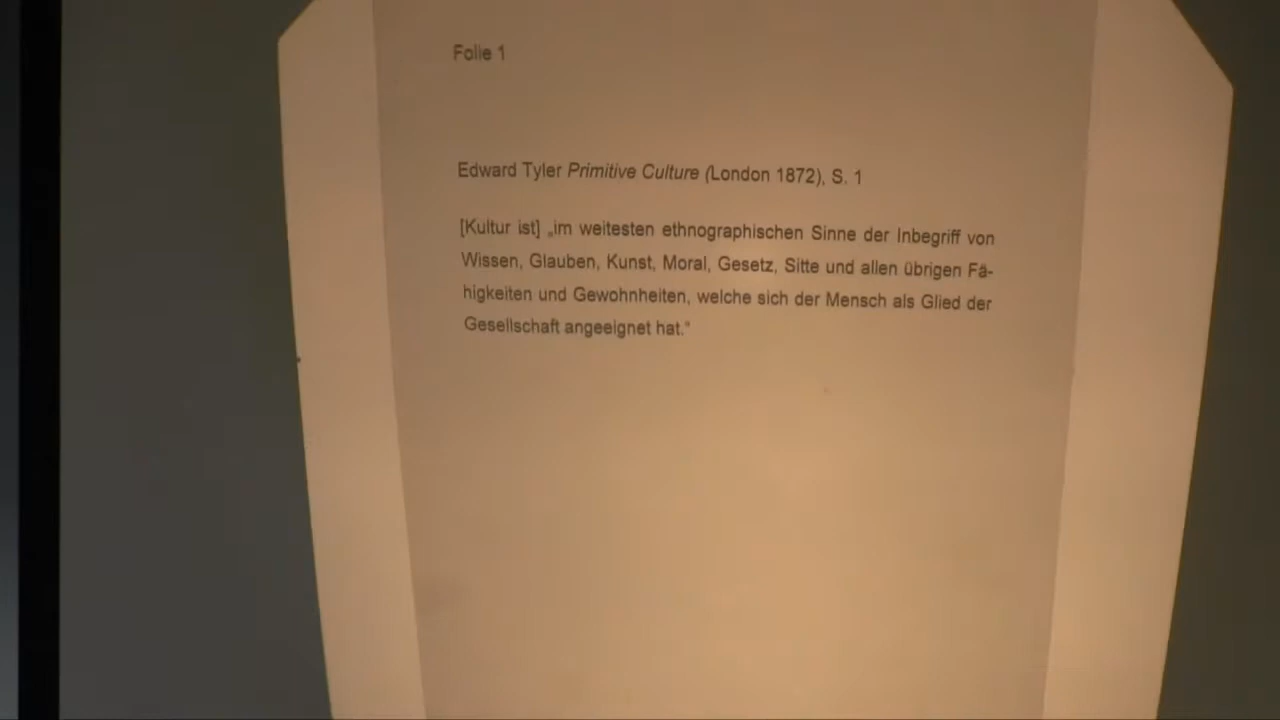 Folie 1
Edward Tyler Primitive Culture (London 1872), S. 1
[Kultur ist] „im weitesten ethnographischen Sinne der Inbegriff von
Wissen, Glauben, Kunst, Moral, Gesetz, Sitte und allen übrigen Fä-
higkeiten und Gewohnheiten, welche sich der Mensch als Glied der
Gesellschaft angeeignet hat.“